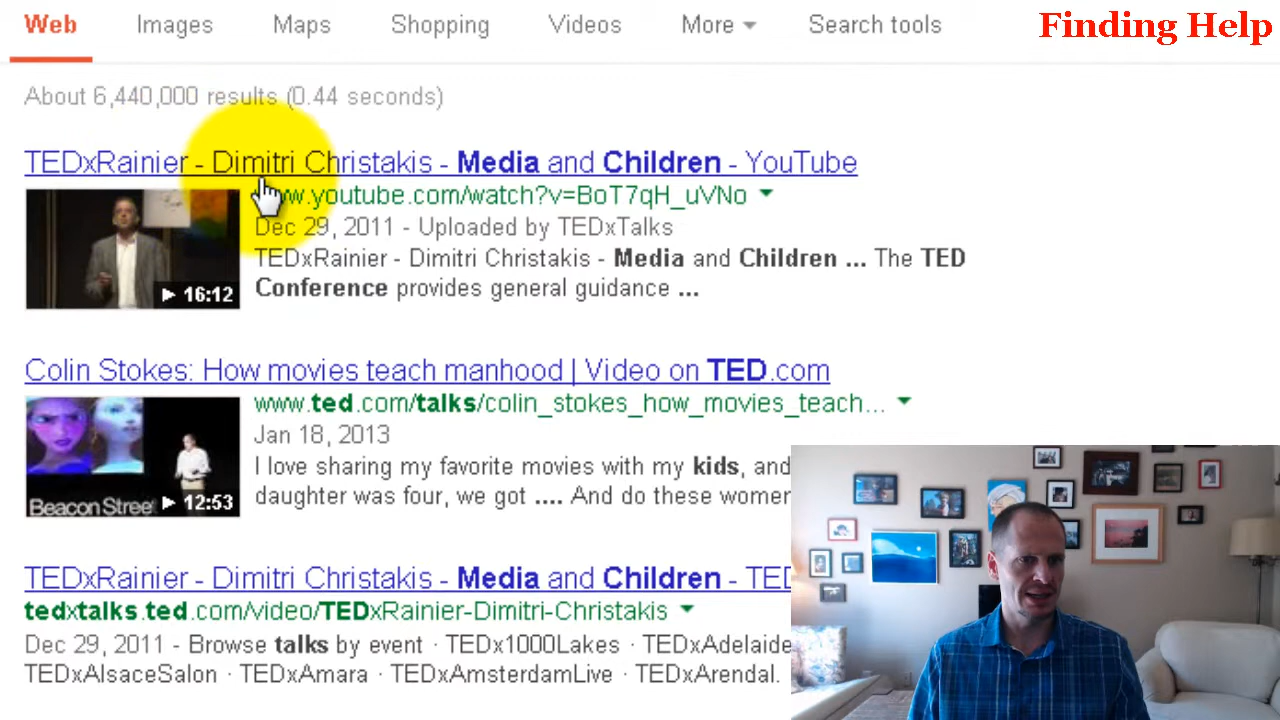 Web Images Maps Shopping Videos More Search tools
Finding Help
About 6,440,000 results (0.44 seconds)
TEDxRainier - Dimitri Christakis - Media and Children - YouTube
www.youtube.com/watch?v=BoT7qH_uVNo
Dec 29, 2011 - Uploaded by TEDxTalks
TEDxRainier - Dimitri Christakis - Media and Children ... The TED
Conference provides general guidance ...
16:12
Colin Stokes: How movies teach manhood | Video on TED.com
www.ted.com/talks/colin_stokes_how_movies_teach...
Jan 18, 2013
I love sharing my favorite movies with my kids, and
daughter was four, we got .... And do these women
Beacon Stree
12:53
TEDxRainier - Dimitri Christakis - Media and Children - TED
tedxtalks.ted.com/video/TEDxRainier-Dimitri-Christakis
Dec 29, 2011 - Browse talks by event · TEDx1000Lakes · TEDxAdelaide
TEDxAlsaceSalon · TEDxAmara · TEDxAmsterdamLive · TEDxArendal.